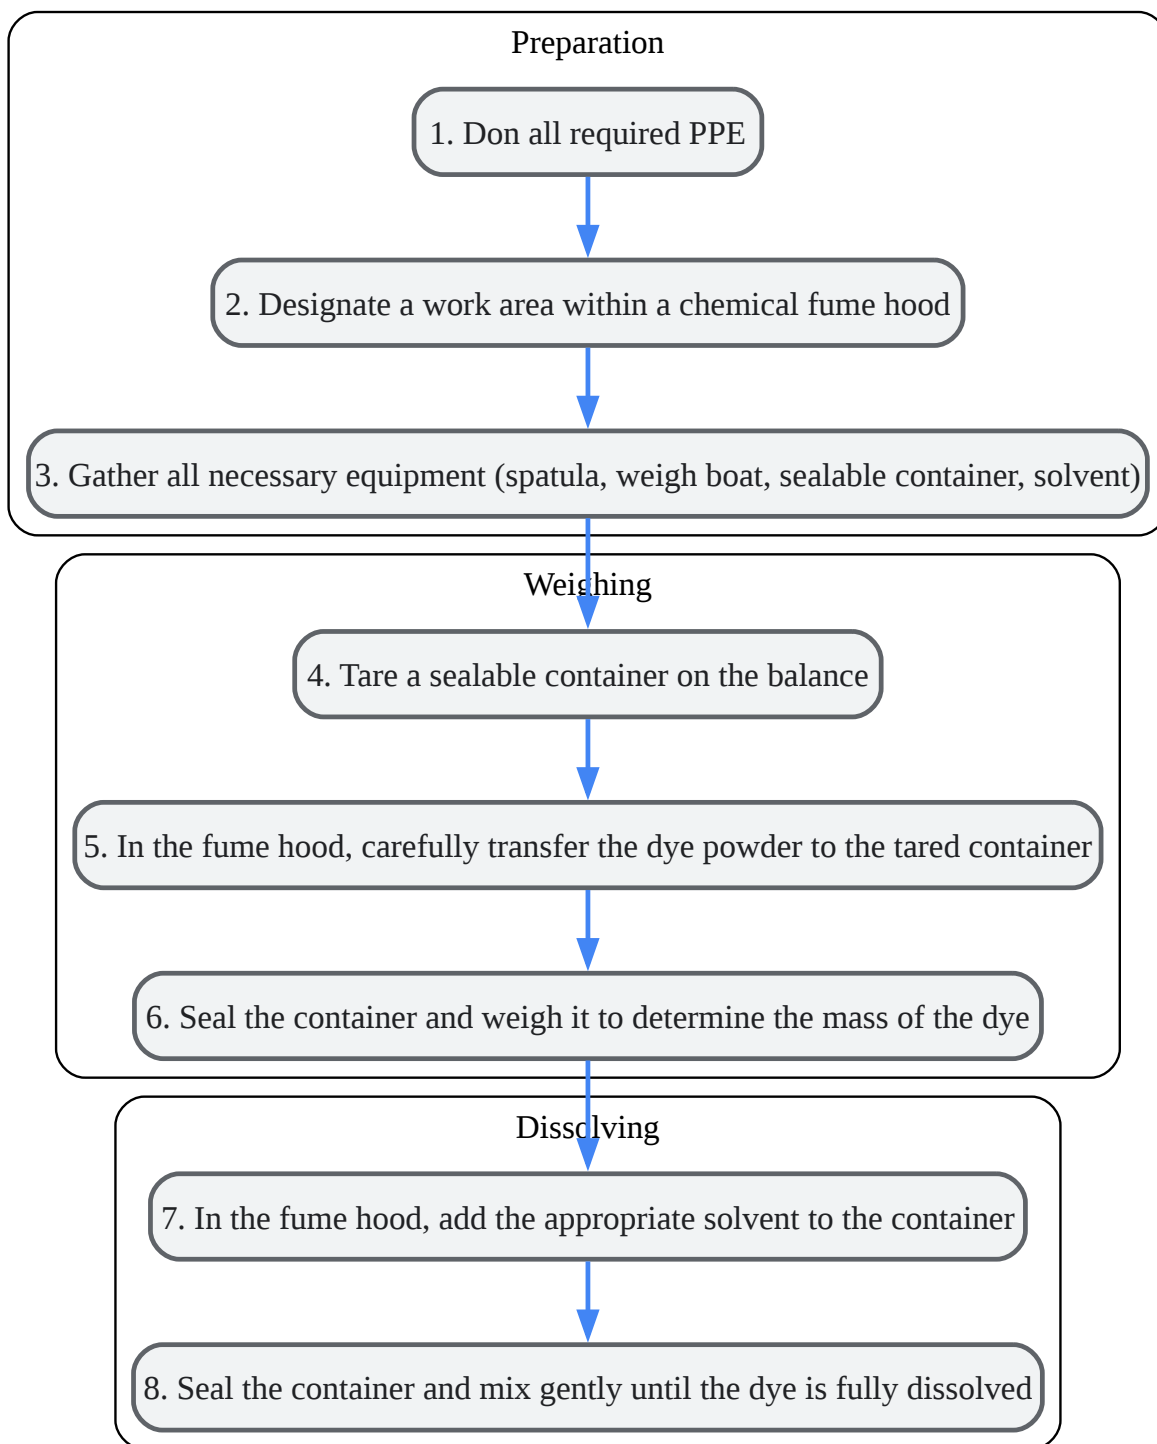 Preparation
1. Don all required PPE
2. Designate a work area within a chemical fume hood
3. Gather all necessary equipment (spatula, weigh boat, sealable container, solvent)
Weighing
4. Tare a sealable container on the balance
5. In the fume hood, carefully transfer the dye powder to the tared container
6. Seal the container and weigh it to determine the mass of the dye
Dissolving
7. In the fume hood, add the appropriate solvent to the container
8. Seal the container and mix gently until the dye is fully dissolved